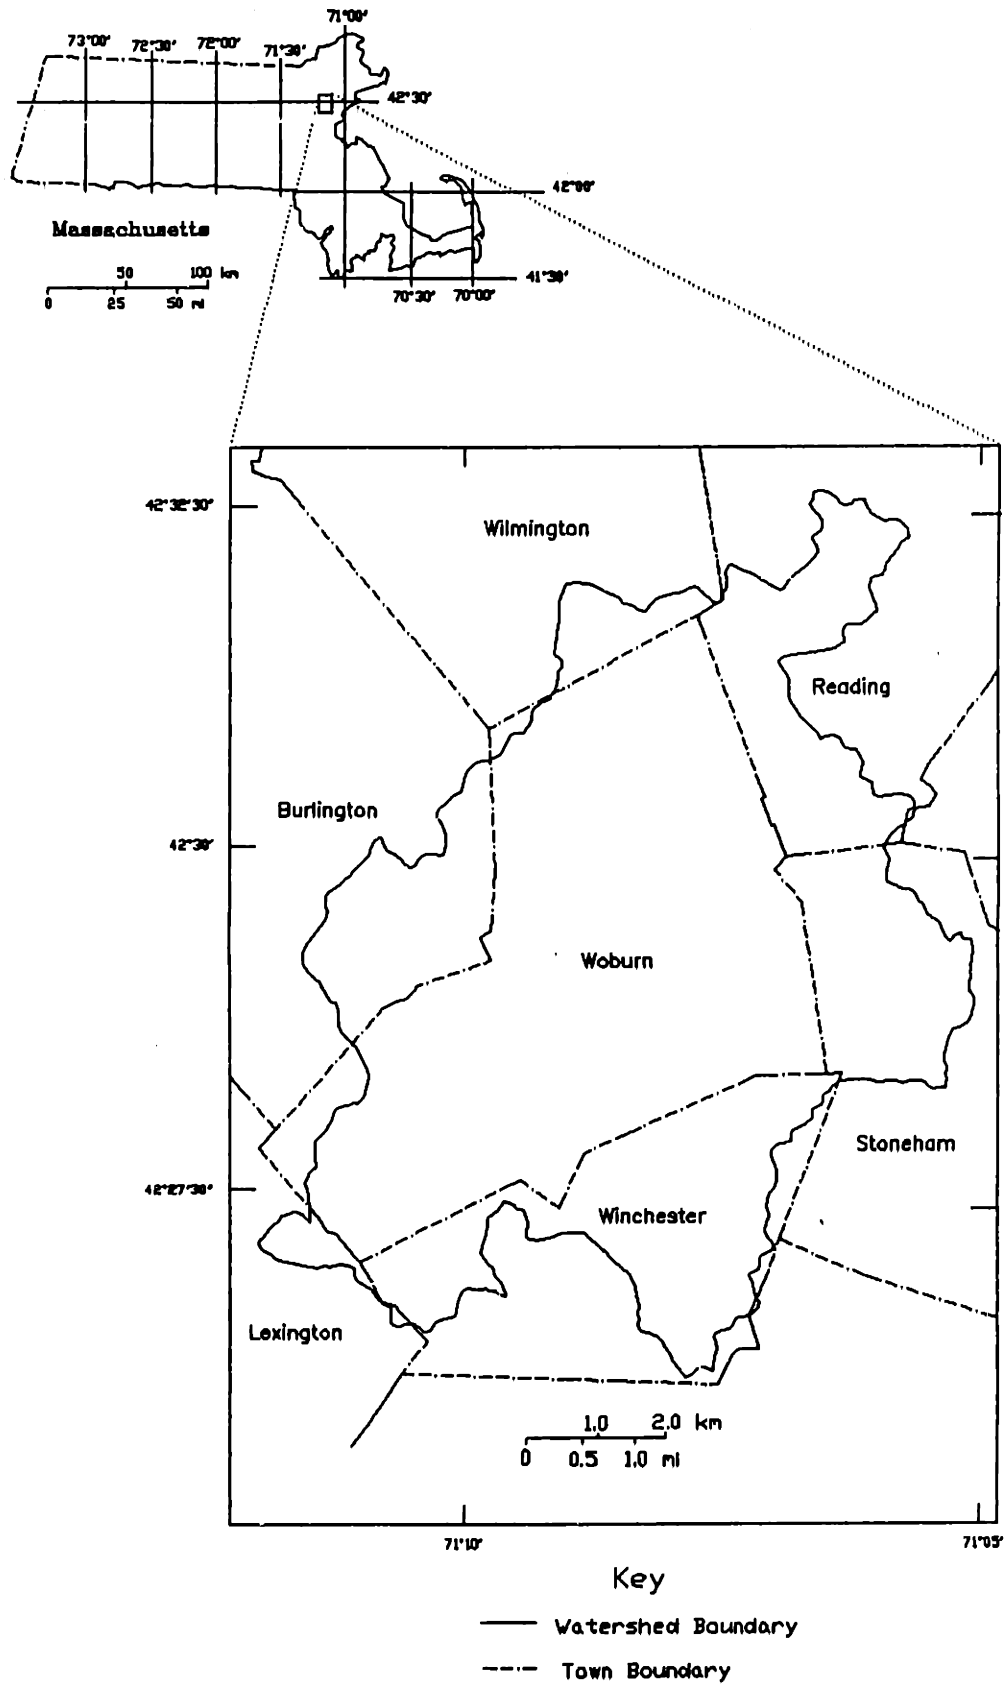 71°00'
73°00' 72°30' 72°00' 71°30'
42°30'
42°00'
Massachusetts
50 100 km
0 25 50 mi
41°30'
70°30' 70°00'
42°32'30"
Wilmington
Reading
Burlington
42°30'
Woburn
Stoneham
42°27'30"
Winchester
Lexington
1.0 2.0 km
0 0.5 1.0 mi
71°10' 71°05'
Key
Watershed Boundary
Town Boundary